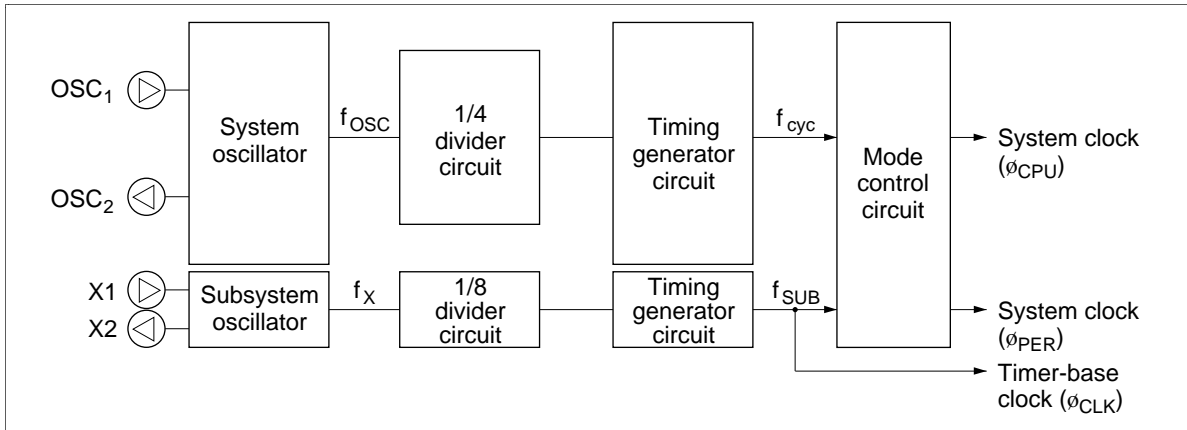 OSC1
OSC2
System
oscillator
fOSC
1/4
divider
circuit
Timing
generator
circuit
fcyc
Mode
control
circuit
System clock
(øCPU)
X1
X2
Subsystem
oscillator
fX
1/8
divider
circuit
Timing
generator
circuit
fSUB
System clock
(øPER)
Timer-base
clock (øCLK)